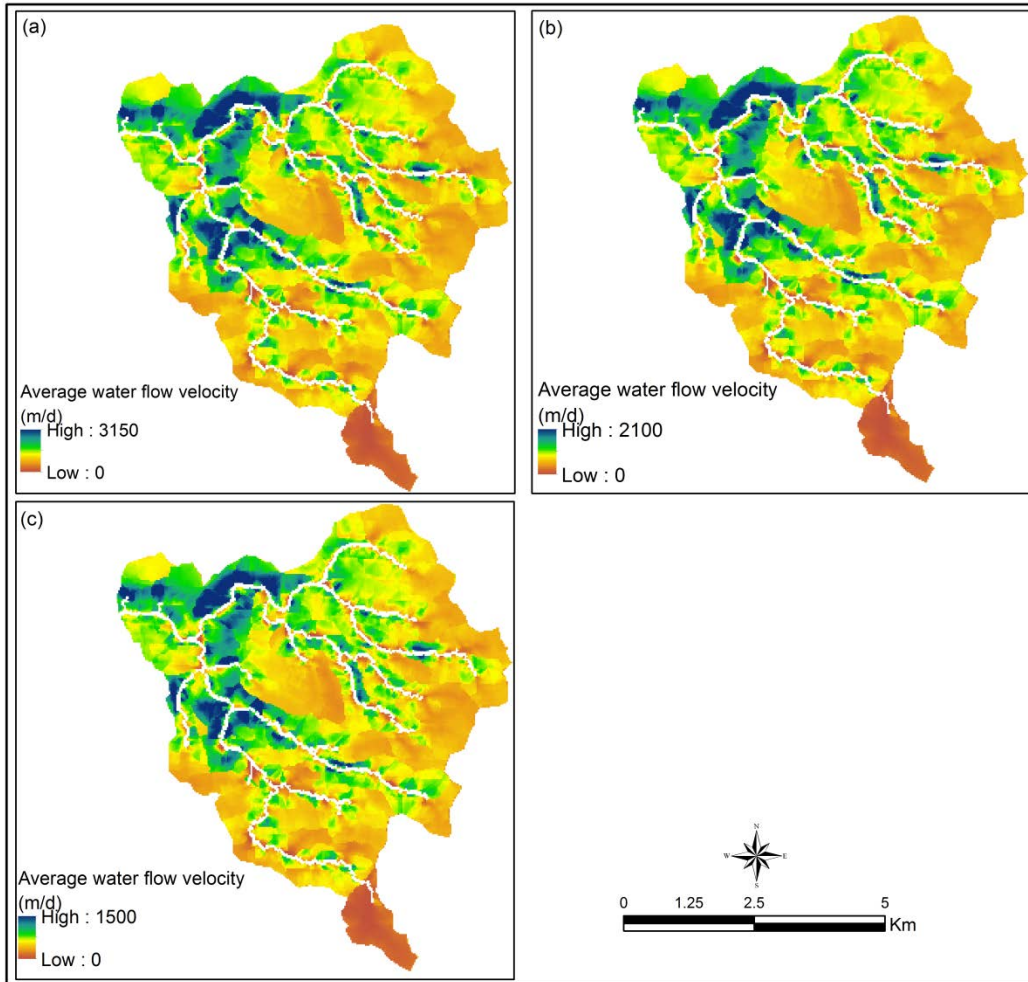 (a)
Average water flow velocity
(m/d)
High : 3150
Low : 0
(b)
Average water flow velocity
(m/d)
High : 2100
Low : 0
(c)
Average water flow velocity
(m/d)
High : 1500
Low : 0
N
W E
S
0 1.25 2.5 5
Km